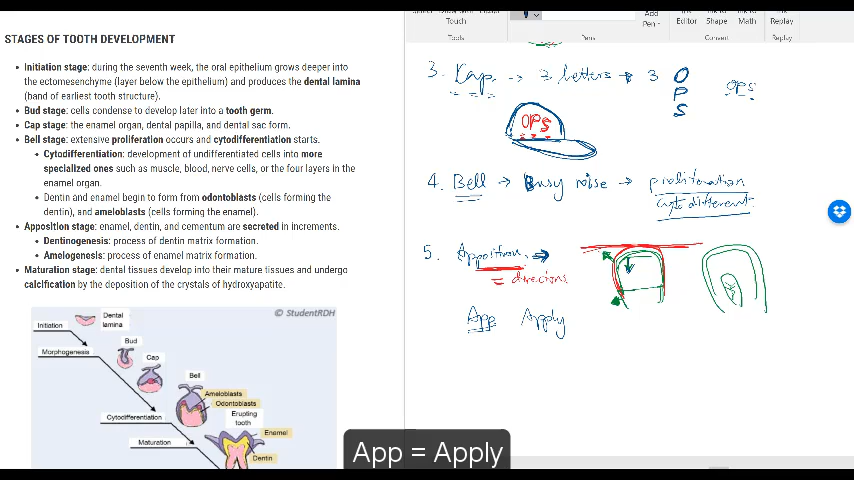 STAGES OF TOOTH DEVELOPMENT
Initiation stage: during the seventh week, the oral epithelium grows deeper into
the ectomesenchyme (layer below the epithelium) and produces the dental lamina
(band of earliest tooth structure).
Bud stage: cells condense to develop later into a tooth germ.
Cap stage: the enamel organ, dental papilla, and dental sac form.
Bell stage: extensive proliferation occurs and cytodifferentiation starts.
Cytodifferentiation: development of undifferentiated cells into more
specialized ones such as muscle, blood, nerve cells, or the four layers in the
enamel organ.
Dentin and enamel begin to form from odontoblasts (cells forming the
dentin), and ameloblasts (cells forming the enamel).
Apposition stage: enamel, dentin, and cementum are secreted in increments.
Dentinogenesis: process of dentin matrix formation.
Amelogenesis: process of enamel matrix formation.
Maturation stage: dental tissues develop into their mature tissues and undergo
calcification by the deposition of the crystals of hydroxyapatite.
© StudentRDH
Dental
lamina
Initiation
Bud
Morphogenesis
Cap
Bell
Ameloblasts
Odontoblasts
Erupting
tooth
Cytodifferentiation
Enamel
Maturation
Dentin
Touch
Add
Pen
Editor
Shape
Math
Replay
Tools
Pens
Convert
Replay
3. Cap → 3 letters → 3 O
P
S
OPS
OPS
4. Bell → Busy noise → proliferation
cytodifferent
5. Apposition →
= directions
App Apply
App = Apply